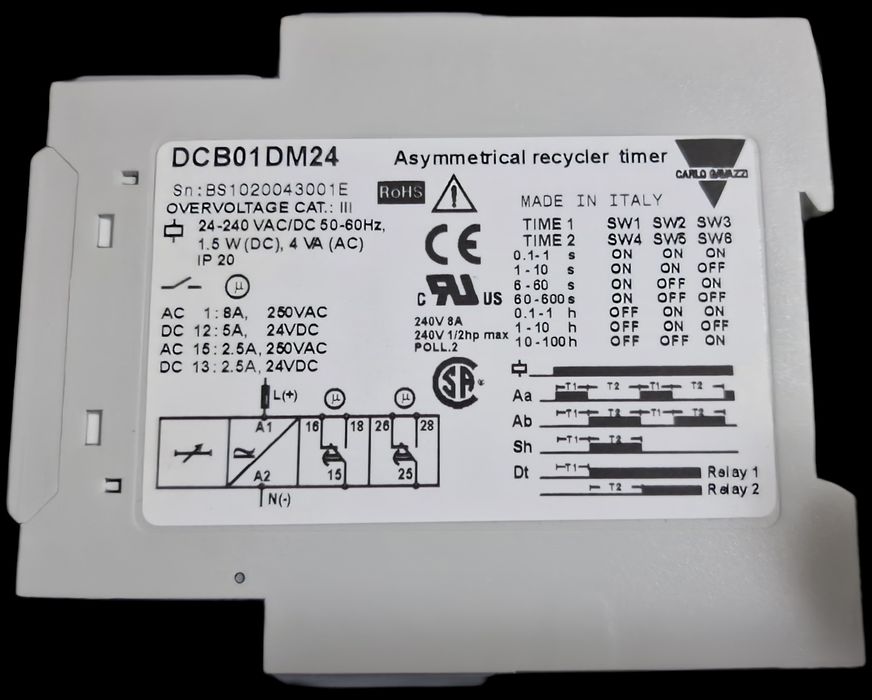 DCB01DM24
Asymmetrical recycler timer
CARLO GAVAZZI
Sn:BS1020043001E
RoHS
MADE IN ITALY
OVERVOLTAGE CAT.: III
24-240 VAC/DC 50-60Hz,
1.5 W (DC), 4 VA (AC)
IP 20
CE
c RU US
240V 8A
240V 1/2hp max
POLL.2
SA
TIME 1 SW1 SW2 SW3
TIME 2 SW4 SW5 SW6
0.1-1 s ON ON ON
1-10 s ON ON OFF
6-60 s ON OFF ON
60-600 s ON OFF OFF
0.1-1 h OFF ON ON
1-10 h OFF ON OFF
10-100h OFF OFF ON
µ
AC 1:8A, 250VAC
DC 12:5A, 24VDC
AC 15:2.5A, 250VAC
DC 13:2.5A, 24VDC
L(+) µ µ
A1 16 18 26 28
R
A2 15 25
N(-)
Aa T1 T2 T1 T2
Ab T1 T2 T1 T2
Sh T1 T2
Dt T1 Relay 1
T2 Relay 2